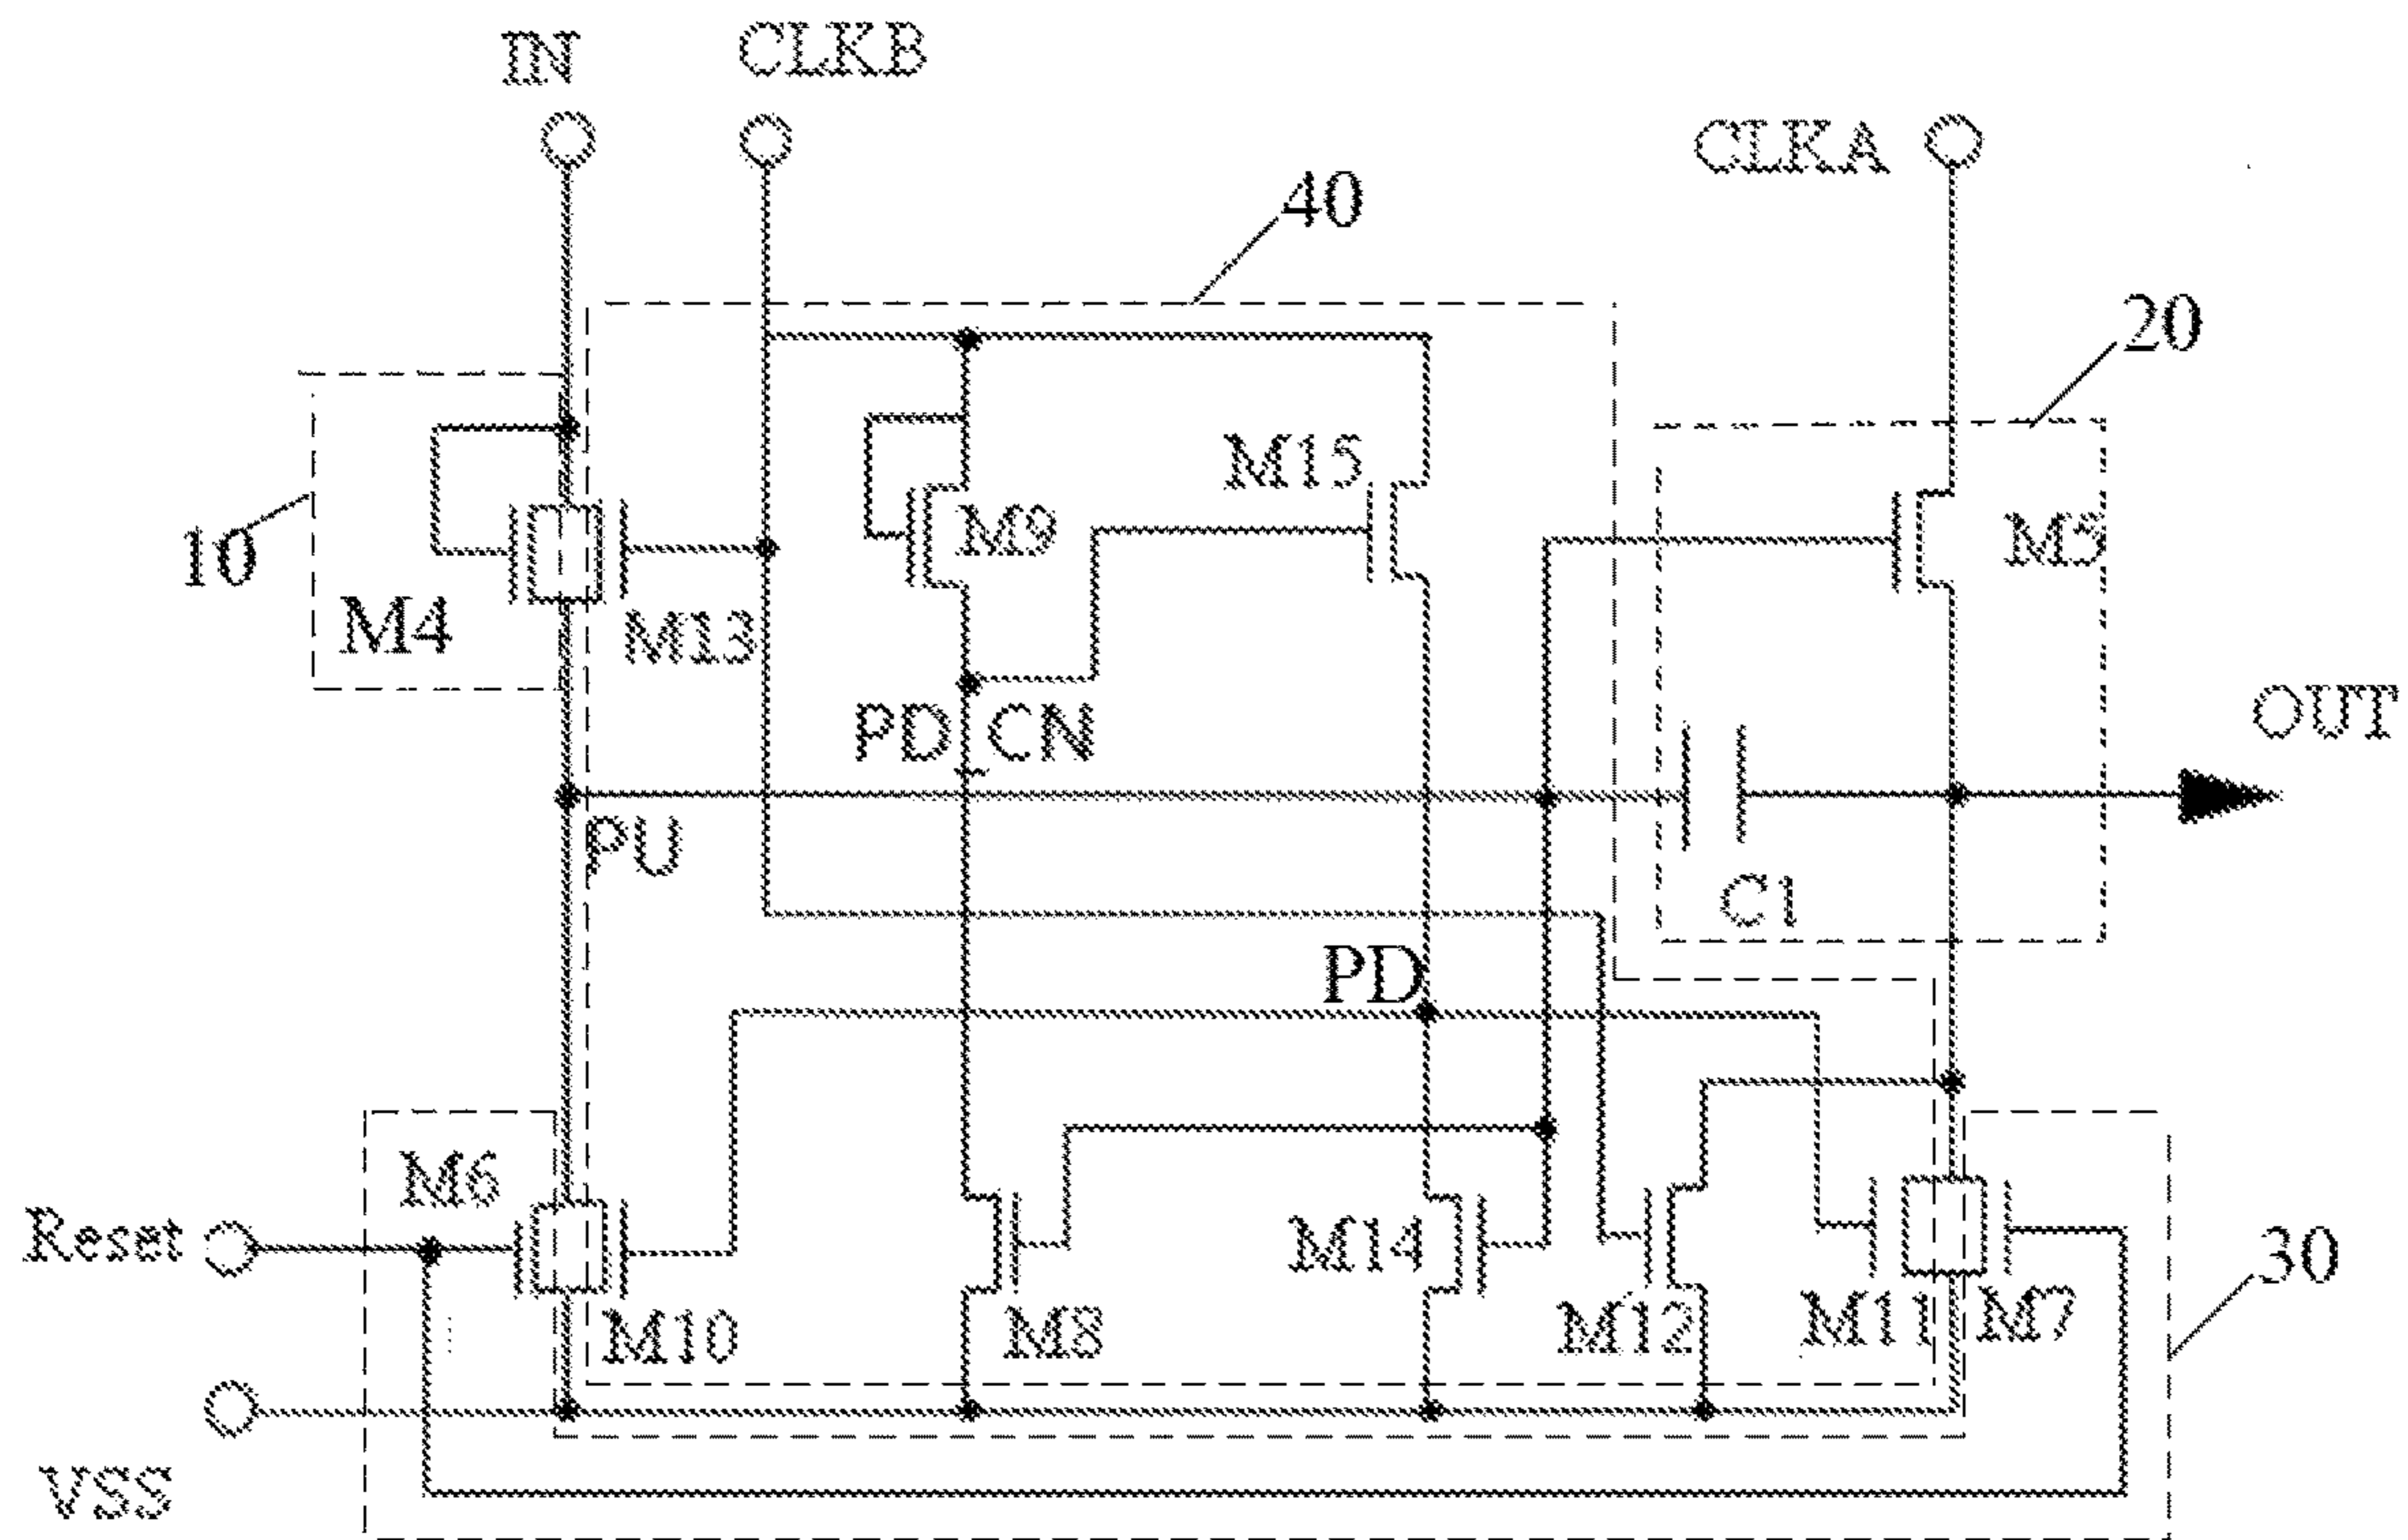 IN
CLKB
CLKA
40
20
M15
M9
M5
10
M4
M13
OUT
PD_CN
PU
C1
PD
M6
Reset
M14
30
M10
M8
M12
M11
M7
VSS